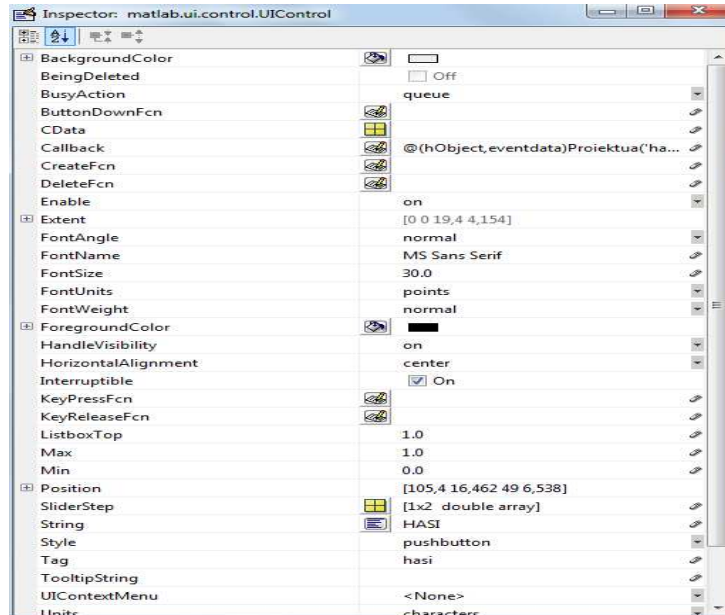 Inspector: matlab.ui.control.UIControl
BackgroundColor
BeingDeleted Off
BusyAction queue
ButtonDownFcn
CData
Callback @(hObject,eventdata)Proiektua('ha...
CreateFcn
DeleteFcn
Enable on
Extent [0 0 19,4 4,154]
FontAngle normal
FontName MS Sans Serif
FontSize 30.0
FontUnits points
FontWeight normal
ForegroundColor
HandleVisibility on
HorizontalAlignment center
Interruptible On
KeyPressFcn
KeyReleaseFcn
ListboxTop 1.0
Max 1.0
Min 0.0
Position [105,4 16,462 49 6,538]
SliderStep [1x2 double array]
String HASI
Style pushbutton
Tag hasi
TooltipString
UIContextMenu <None>
Units characters